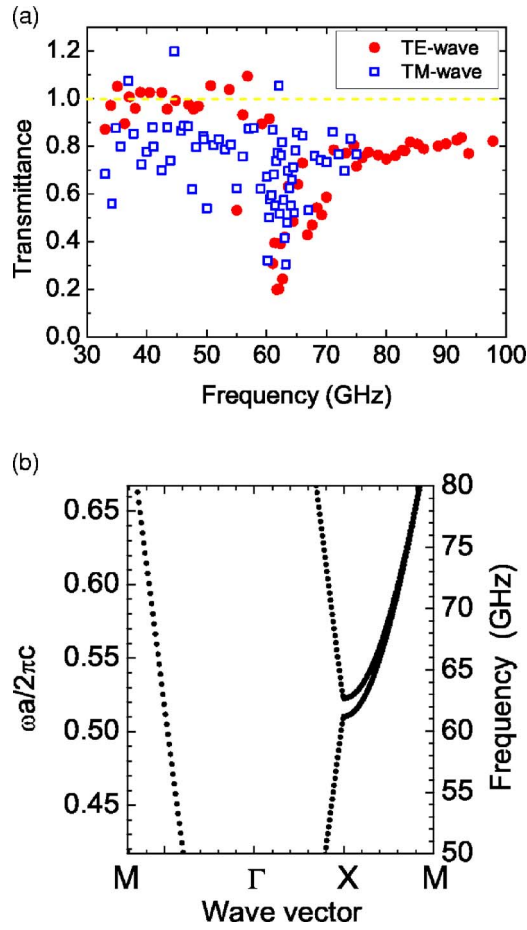 (a)
TE-wave
TM-wave
1.2
1.0
0.8
0.6
0.4
0.2
0.0
Transmittance
30 40 50 60 70 80 90 100
Frequency (GHz)
(b)
0.65
0.60
0.55
0.50
0.45
ωa/2πc
80
75
70
65
60
55
50
Frequency (GHz)
M Γ X M
Wave vector